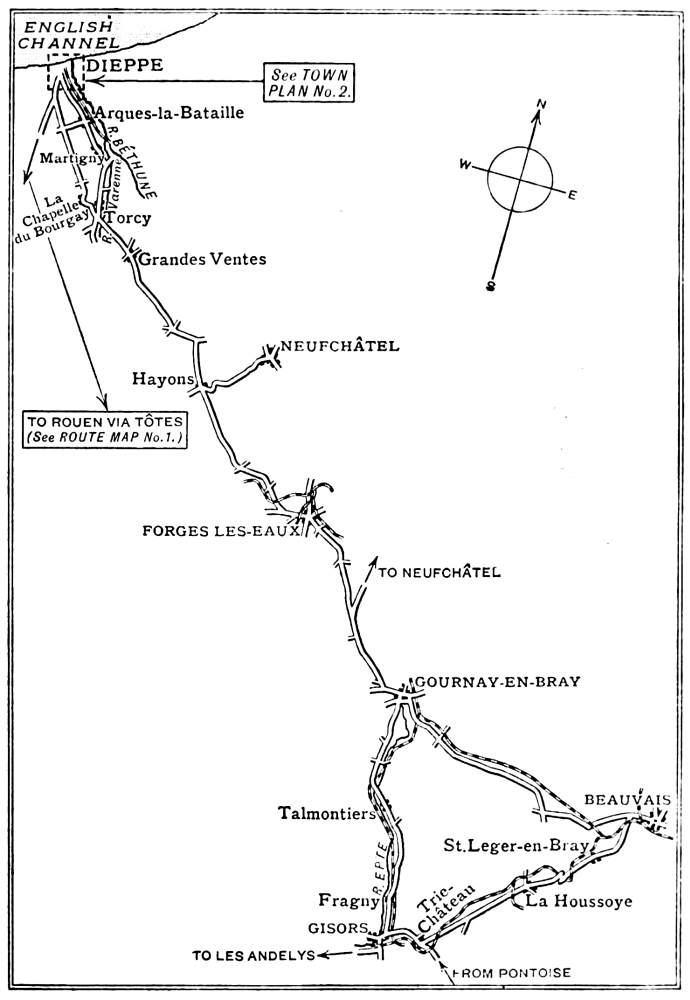 ENGLISH
CHANNEL
DIEPPE
See TOWN
PLAN No.2.
Arques-la-Bataille
R. BÉTHUNE
Martigny
R. Varenne
La
Chapelle
du Bourgay
Torcy
N
W
E
S
Grandes Ventes
NEUFCHÂTEL
Hayons
TO ROUEN VIA TÔTES
(See ROUTE MAP No.1.)
FORGES LES-EAUX
TO NEUFCHÂTEL
GOURNAY-EN-BRAY
BEAUVAIS
Talmontiers
St.Leger-en-Bray
R. EPTE
Fragny
Trie-
Château
La Houssoye
GISORS
TO LES ANDELYS
FROM PONTOISE